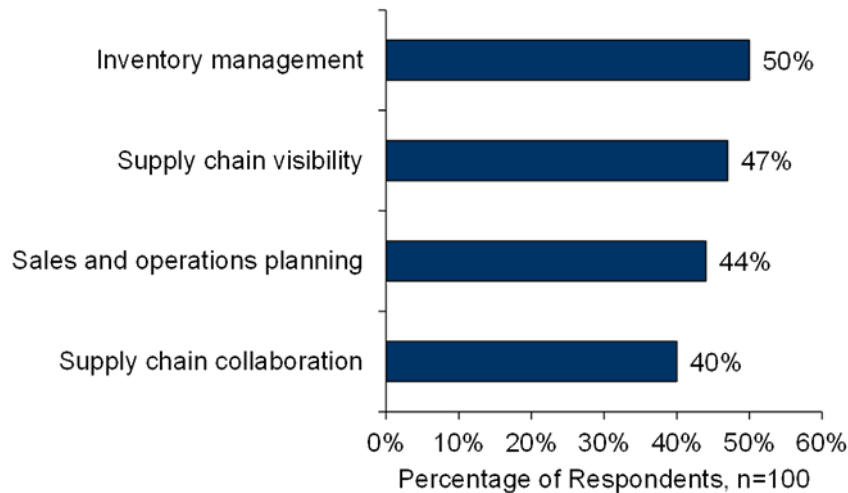 Inventory management 50%
Supply chain visibility 47%
Sales and operations planning 44%
Supply chain collaboration 40%
0% 10% 20% 30% 40% 50% 60%
Percentage of Respondents, n=100